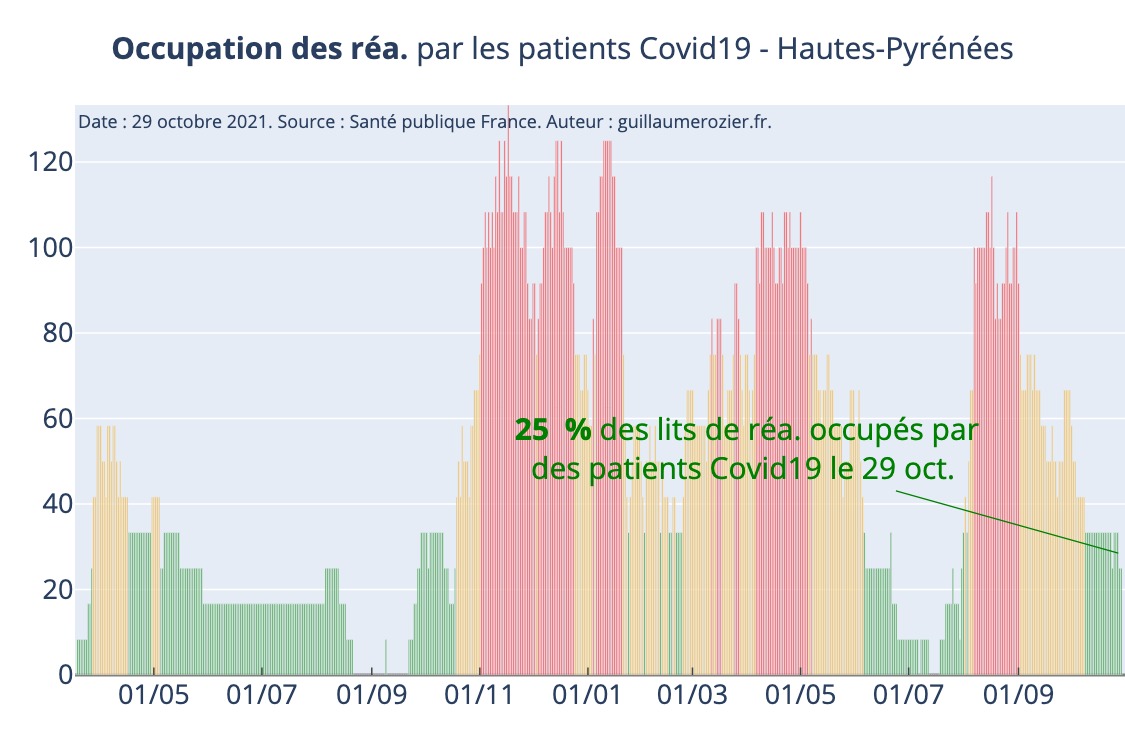 Occupation des réa. par les patients Covid19 - Hautes-Pyrénées
Date : 29 octobre 2021. Source : Santé publique France. Auteur : guillaumerozier.fr.
120
100
80
60
25  % des lits de réa. occupés par
des patients Covid19 le 29 oct.
40
20
0
01/05 01/07 01/09 01/11 01/01 01/03 01/05 01/07 01/09